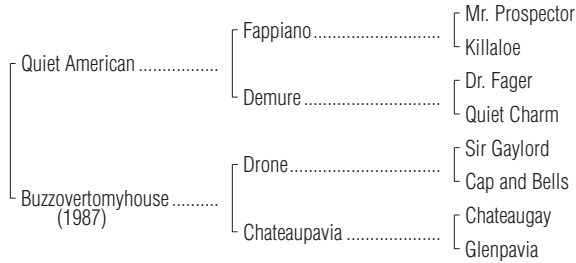 Mr. Prospector
Fappiano
Killaloe
Quiet American
Dr. Fager
Demure
Quiet Charm
Sir Gaylord
Drone
Cap and Bells
Buzzovertomyhouse
(1987)
Chateaugay
Chateaupavia
Glenpavia